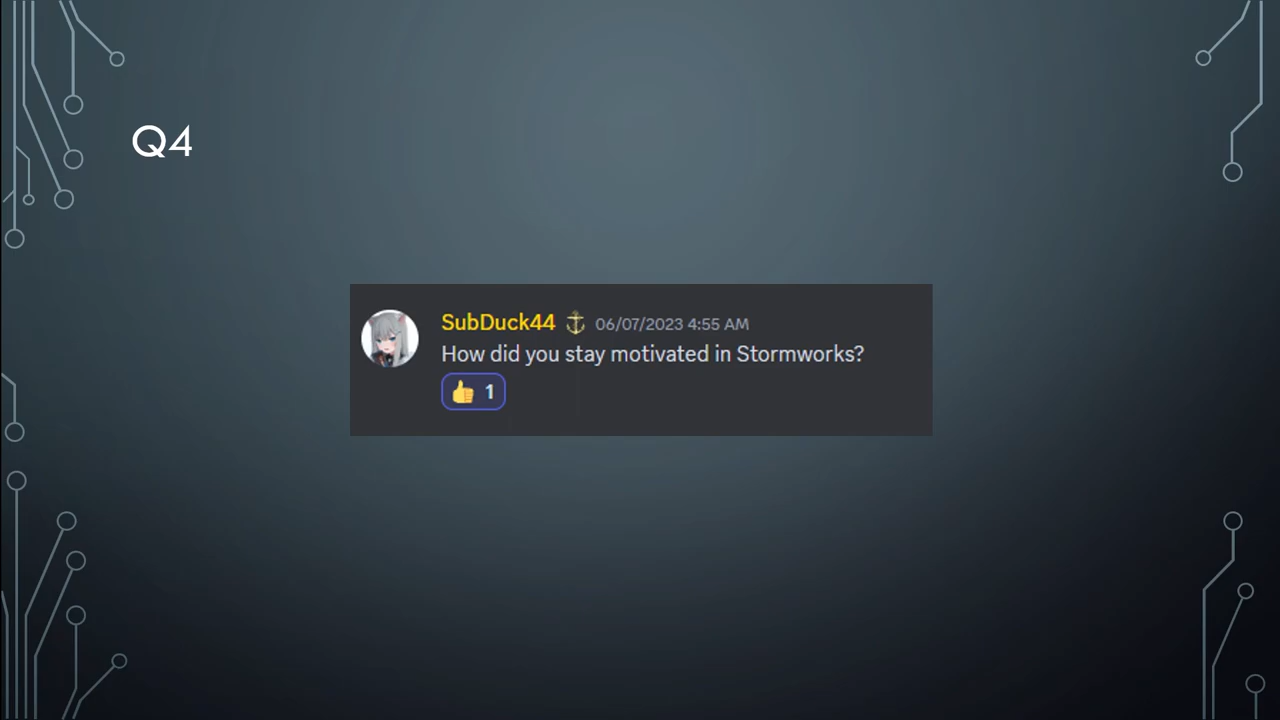 Q4
SubDuck44 ⚓ 06/07/2023 4:55 AM
How did you stay motivated in Stormworks?
👍 1